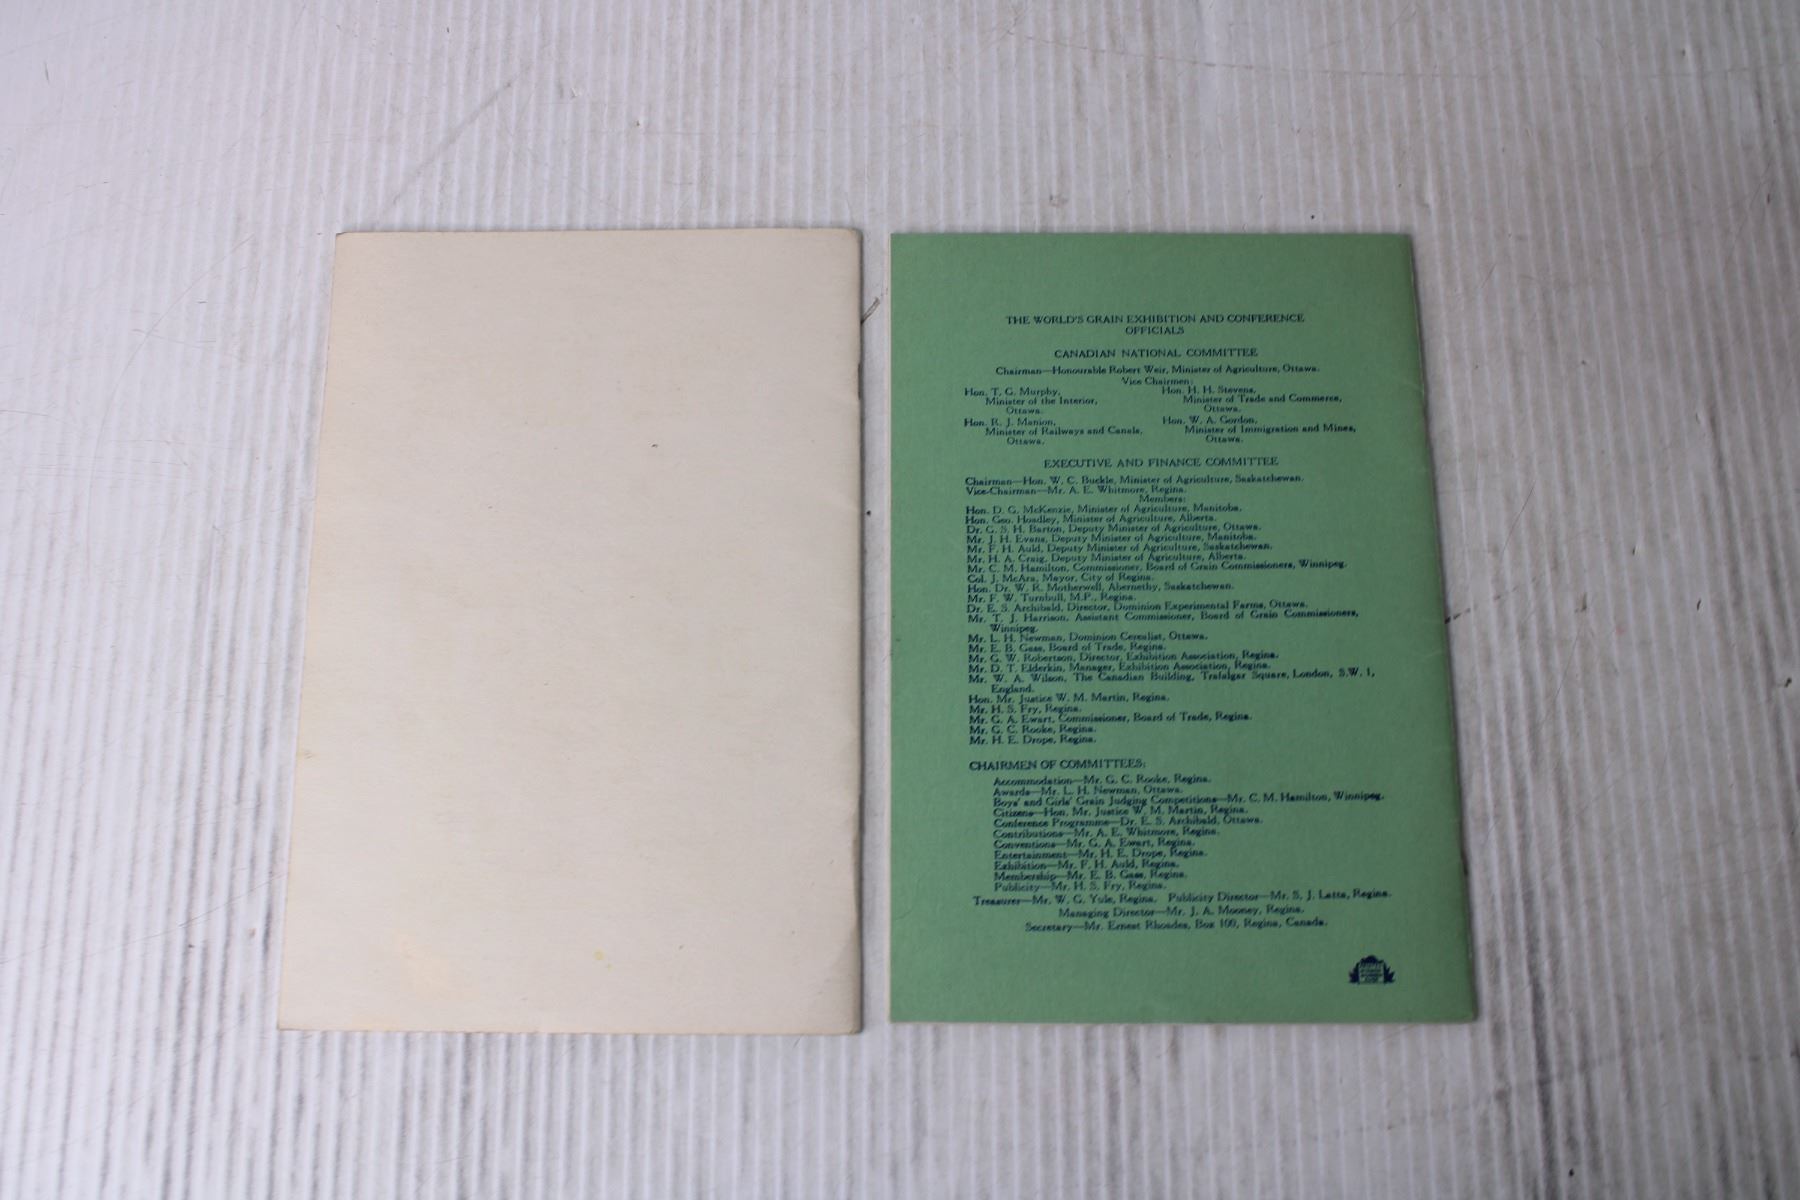 THE WORLD'S GRAIN EXHIBITION AND CONFERENCE
OFFICIALS
CANADIAN NATIONAL COMMITTEE
Chairman—Honourable Robert Weir, Minister of Agriculture, Ottawa.
Vice Chairmen:
Hon. T. G. Murphy,
Minister of the Interior,
Ottawa.
Hon. H. H. Stevens,
Minister of Trade and Commerce,
Ottawa.
Hon. R. J. Manion,
Minister of Railways and Canals,
Ottawa.
Hon. W. A. Gordon,
Minister of Immigration and Mines,
Ottawa.
EXECUTIVE AND FINANCE COMMITTEE
Chairman—Hon. W. C. Buckle, Minister of Agriculture, Saskatchewan.
Vice-Chairman—Mr. A. E. Whitmore, Regina.
Members:
Hon. D. G. McKenzie, Minister of Agriculture, Manitoba.
Hon. Geo. Hoadley, Minister of Agriculture, Alberta.
Dr. G. S. H. Barton, Deputy Minister of Agriculture, Ottawa.
Mr. J. H. Evans, Deputy Minister of Agriculture, Manitoba.
Mr. F. H. Auld, Deputy Minister of Agriculture, Saskatchewan.
Mr. H. A. Craig, Deputy Minister of Agriculture, Alberta.
Mr. C. M. Hamilton, Commissioner, Board of Grain Commissioners, Winnipeg.
Col. J. McAra, Mayor, City of Regina.
Hon. Dr. W. R. Motherwell, Abernethy, Saskatchewan.
Mr. F. W. Turnbull, M.P., Regina.
Dr. E. S. Archibald, Director, Dominion Experimental Farms, Ottawa.
Mr. T. J. Harrison, Assistant Commissioner, Board of Grain Commissioners,
Winnipeg.
Mr. L. H. Newman, Dominion Cerealist, Ottawa.
Mr. E. B. Gass, Board of Trade, Regina.
Mr. G. W. Robertson, Director, Exhibition Association, Regina.
Mr. D. T. Elderkin, Manager, Exhibition Association, Regina.
Mr. W. A. Wilson, The Canadian Building, Trafalgar Square, London, S.W. 1,
England.
Hon. Mr. Justice W. M. Martin, Regina.
Mr. H. S. Fry, Regina.
Mr. G. A. Ewart, Commissioner, Board of Trade, Regina.
Mr. G. C. Rooke, Regina.
Mr. H. E. Drope, Regina.
CHAIRMEN OF COMMITTEES:
Accommodation—Mr. G. C. Rooke, Regina.
Awards—Mr. L. H. Newman, Ottawa.
Boys' and Girls' Grain Judging Competitions—Mr. C. M. Hamilton, Winnipeg.
Citizens—Hon. Mr. Justice W. M. Martin, Regina.
Conference Programme—Dr. E. S. Archibald, Ottawa.
Contributions—Mr. A. E. Whitmore, Regina.
Conventions—Mr. G. A. Ewart, Regina.
Entertainment—Mr. H. E. Drope, Regina.
Exhibition—Mr. F. H. Auld, Regina.
Membership—Mr. E. B. Gass, Regina.
Publicity—Mr. H. S. Fry, Regina.
Treasurer—Mr. W. G. Yule, Regina. Publicity Director—Mr. S. J. Latta, Regina.
Managing Director—Mr. J. A. Mooney, Regina.
Secretary—Mr. Ernest Rhoades, Box 100, Regina, Canada.